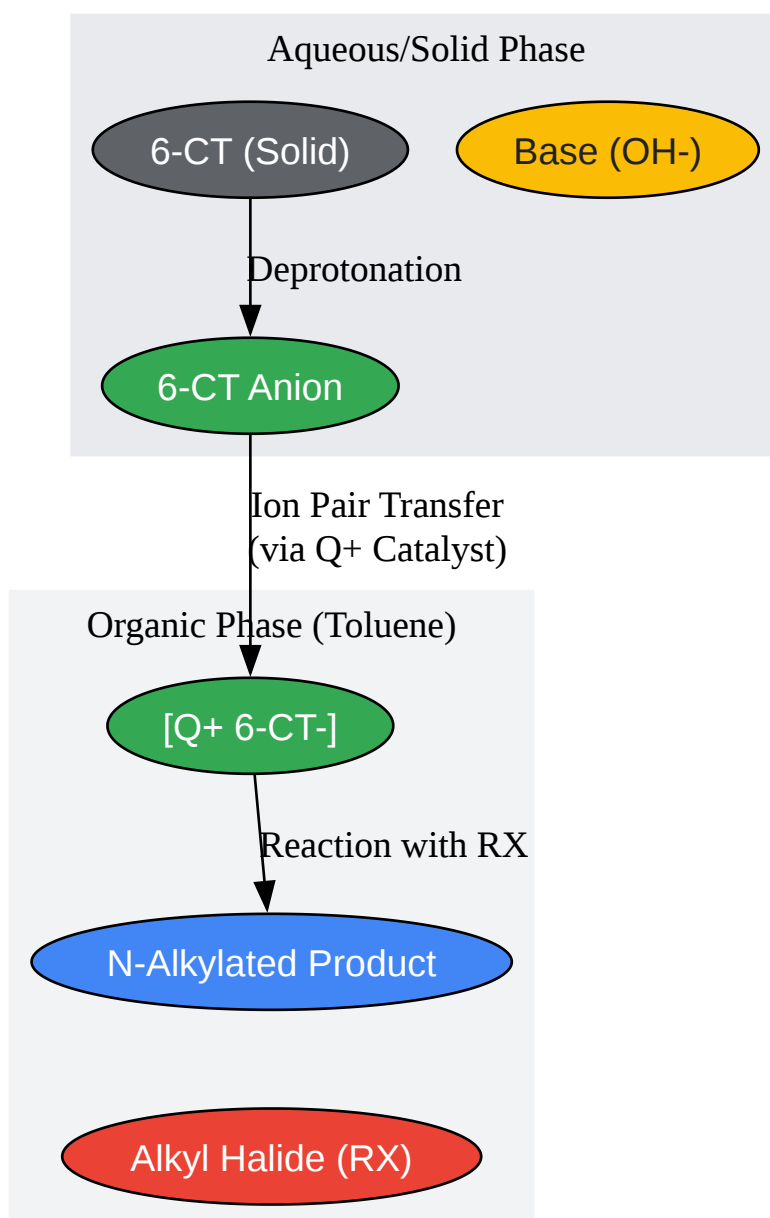 Aqueous/Solid Phase
6-CT (Solid)
Base (OH-)
Deprotonation
6-CT Anion
Ion Pair Transfer
(via Q+ Catalyst)
Organic Phase (Toluene)
[Q+ 6-CT-]
Reaction with RX
N-Alkylated Product
Alkyl Halide (RX)